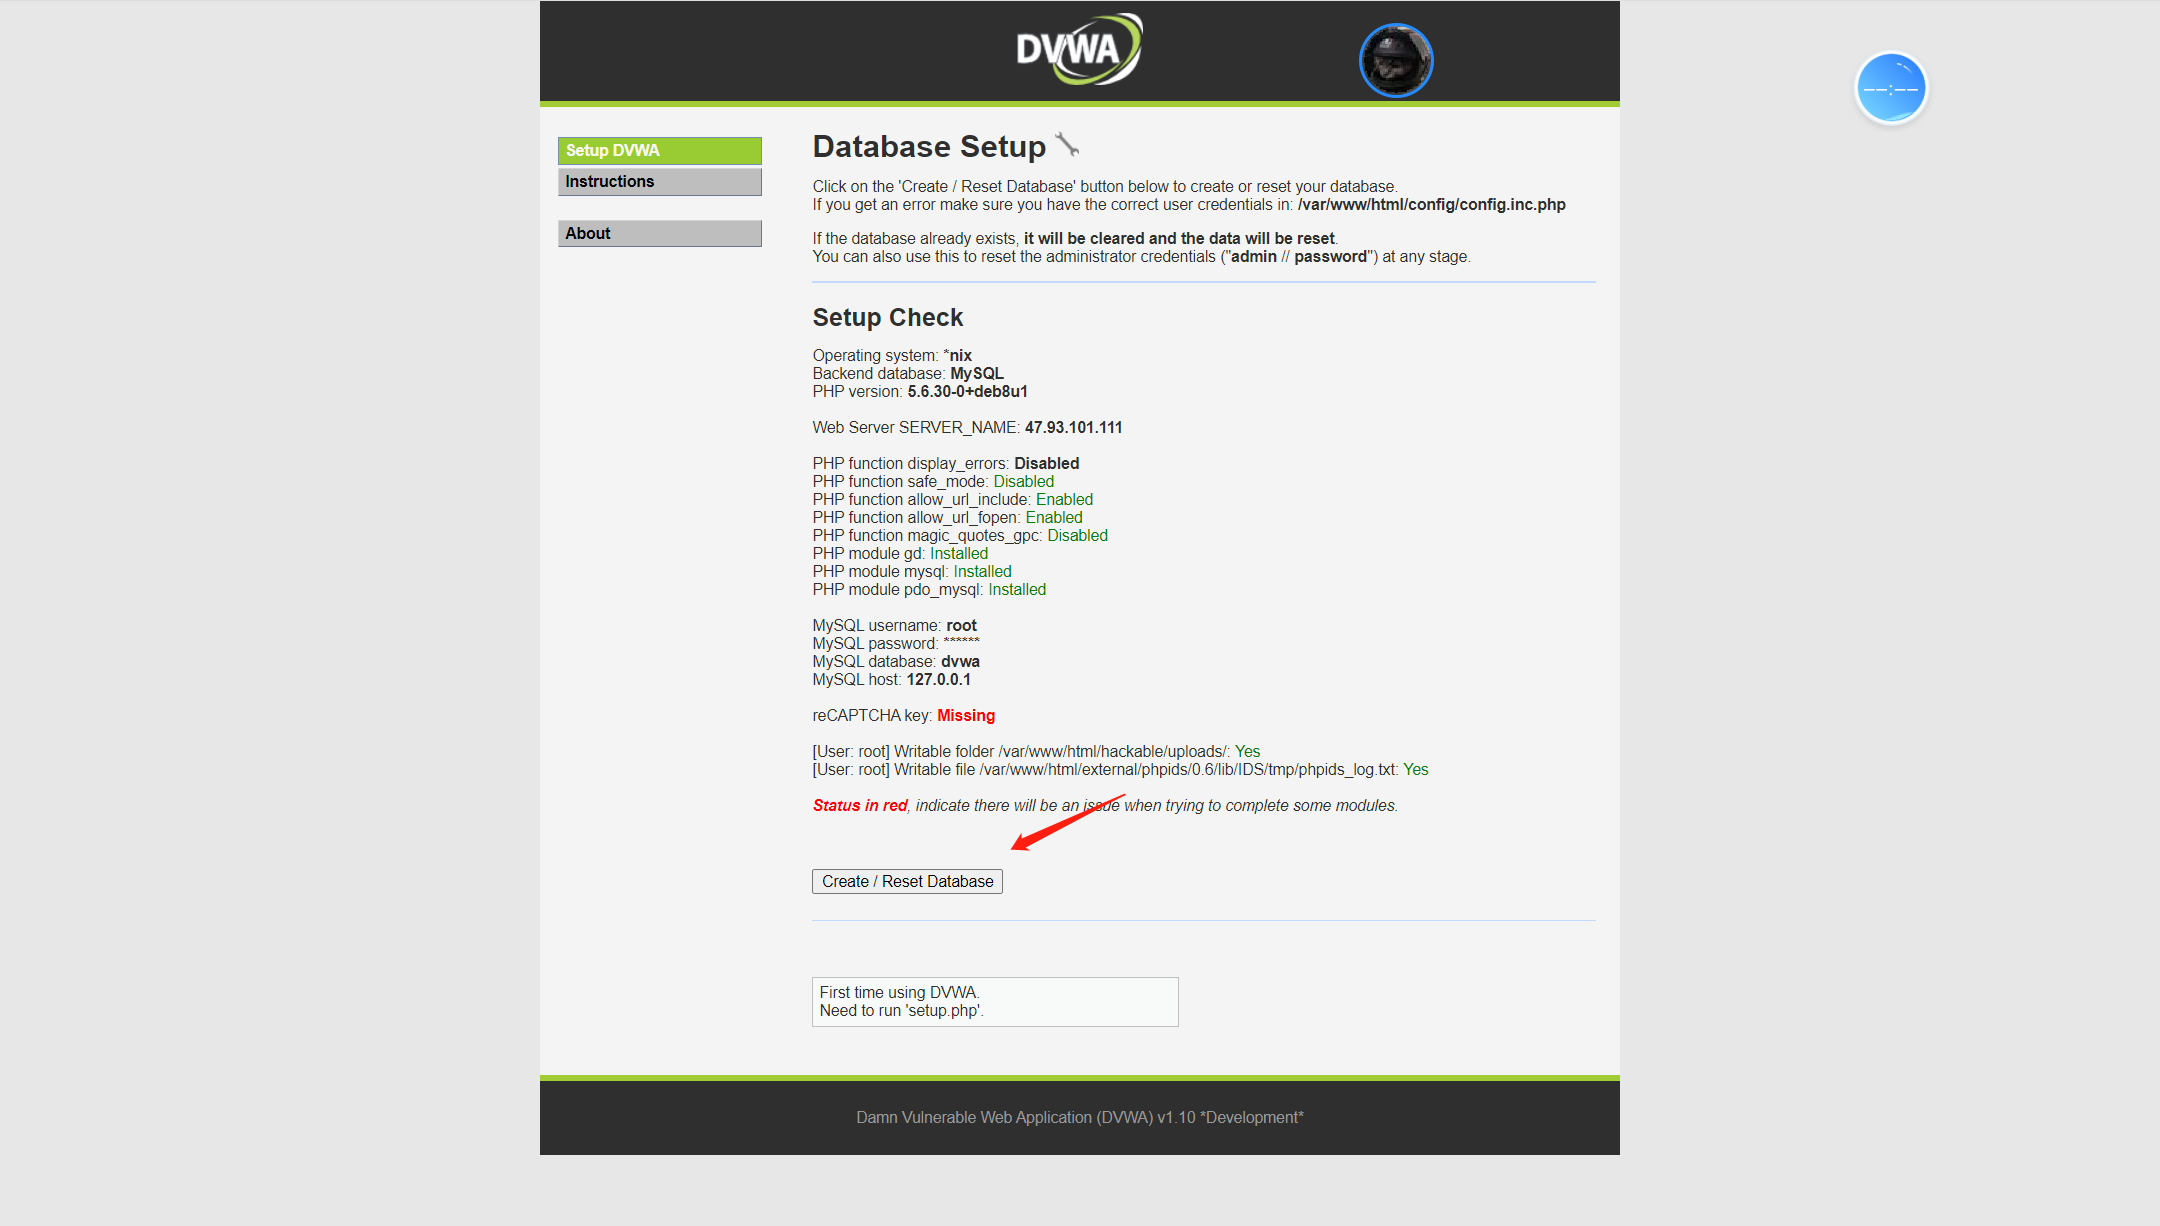 DVWA
Setup DVWA
Instructions
About
Database Setup
Click on the 'Create / Reset Database' button below to create or reset your database.
If you get an error make sure you have the correct user credentials in: /var/www/html/config/config.inc.php
If the database already exists, it will be cleared and the data will be reset.
You can also use this to reset the administrator credentials ("admin // password") at any stage.
Setup Check
Operating system: *nix
Backend database: MySQL
PHP version: 5.6.30-0+deb8u1
Web Server SERVER_NAME: 47.93.101.111
PHP function display_errors: Disabled
PHP function safe_mode: Disabled
PHP function allow_url_include: Enabled
PHP function allow_url_fopen: Enabled
PHP function magic_quotes_gpc: Disabled
PHP module gd: Installed
PHP module mysql: Installed
PHP module pdo_mysql: Installed
MySQL username: root
MySQL password: ******
MySQL database: dvwa
MySQL host: 127.0.0.1
reCAPTCHA key: Missing
[User: root] Writable folder /var/www/html/hackable/uploads/: Yes
[User: root] Writable file /var/www/html/external/phpids/0.6/lib/IDS/tmp/phpids_log.txt: Yes
Status in red, indicate there will be an issue when trying to complete some modules.
Create / Reset Database
First time using DVWA.
Need to run 'setup.php'.
Damn Vulnerable Web Application (DVWA) v1.10 *Development*
--:--